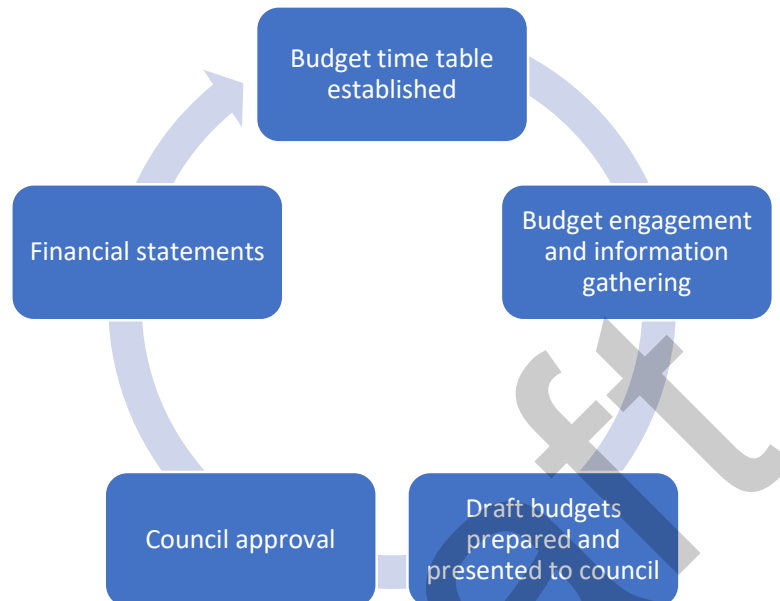 Budget time table
established
Budget engagement
and information
gathering
Draft budgets
prepared and
presented to council
Council approval
Financial statements